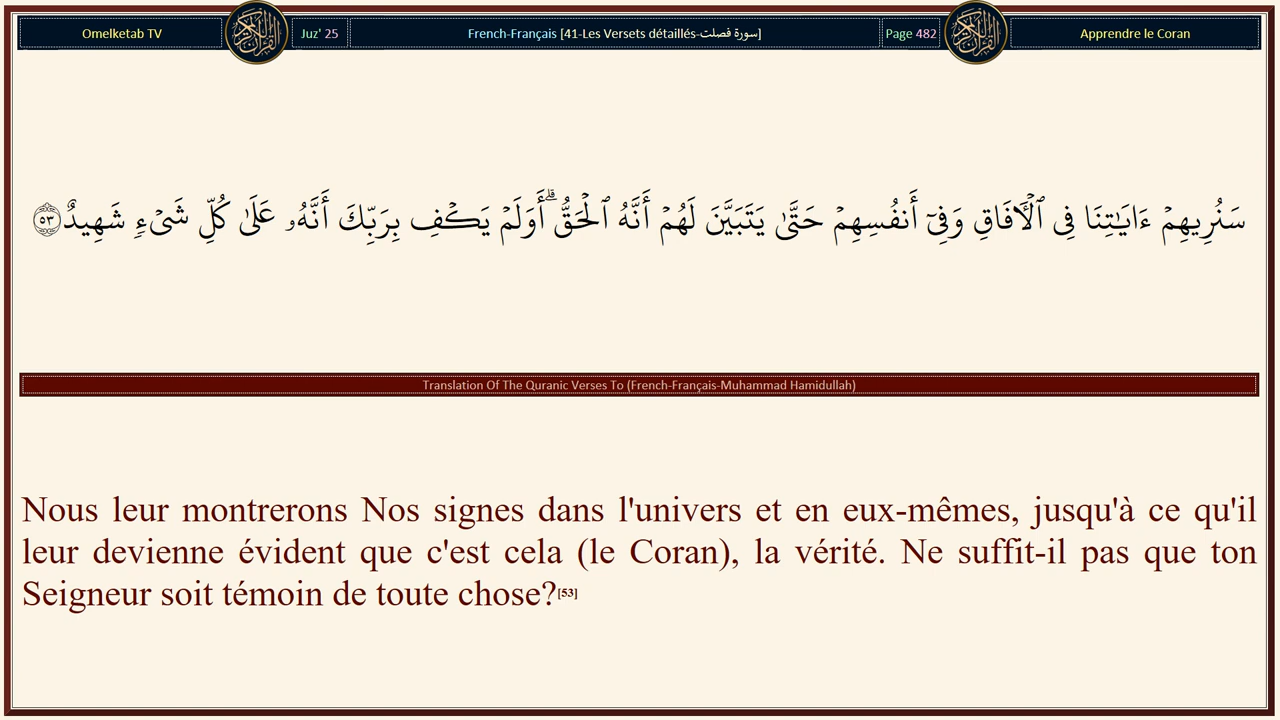 Omelketab TV
Juz' 25
French-Français [41-Les Versets détaillés-سورة فصلت]
Page 482
Apprendre le Coran
سَنُرِيهِمْ ءَايَـٰتِنَا فِى ٱلْـَٔافَاقِ وَفِىٓ أَنفُسِهِمْ حَتَّىٰ يَتَبَيَّنَ لَهُمْ أَنَّهُ ٱلْحَقُّ ۗ أَوَلَمْ يَكْفِ بِرَبِّكَ أَنَّهُۥ عَلَىٰ كُلِّ شَىْءٍۢ شَهِيدٌ ٥٣
Translation Of The Quranic Verses To (French-Français-Muhammad Hamidullah)
Nous leur montrerons Nos signes dans l'univers et en eux-mêmes, jusqu'à ce qu'il
leur devienne évident que c'est cela (le Coran), la vérité. Ne suffit-il pas que ton
Seigneur soit témoin de toute chose?[53]